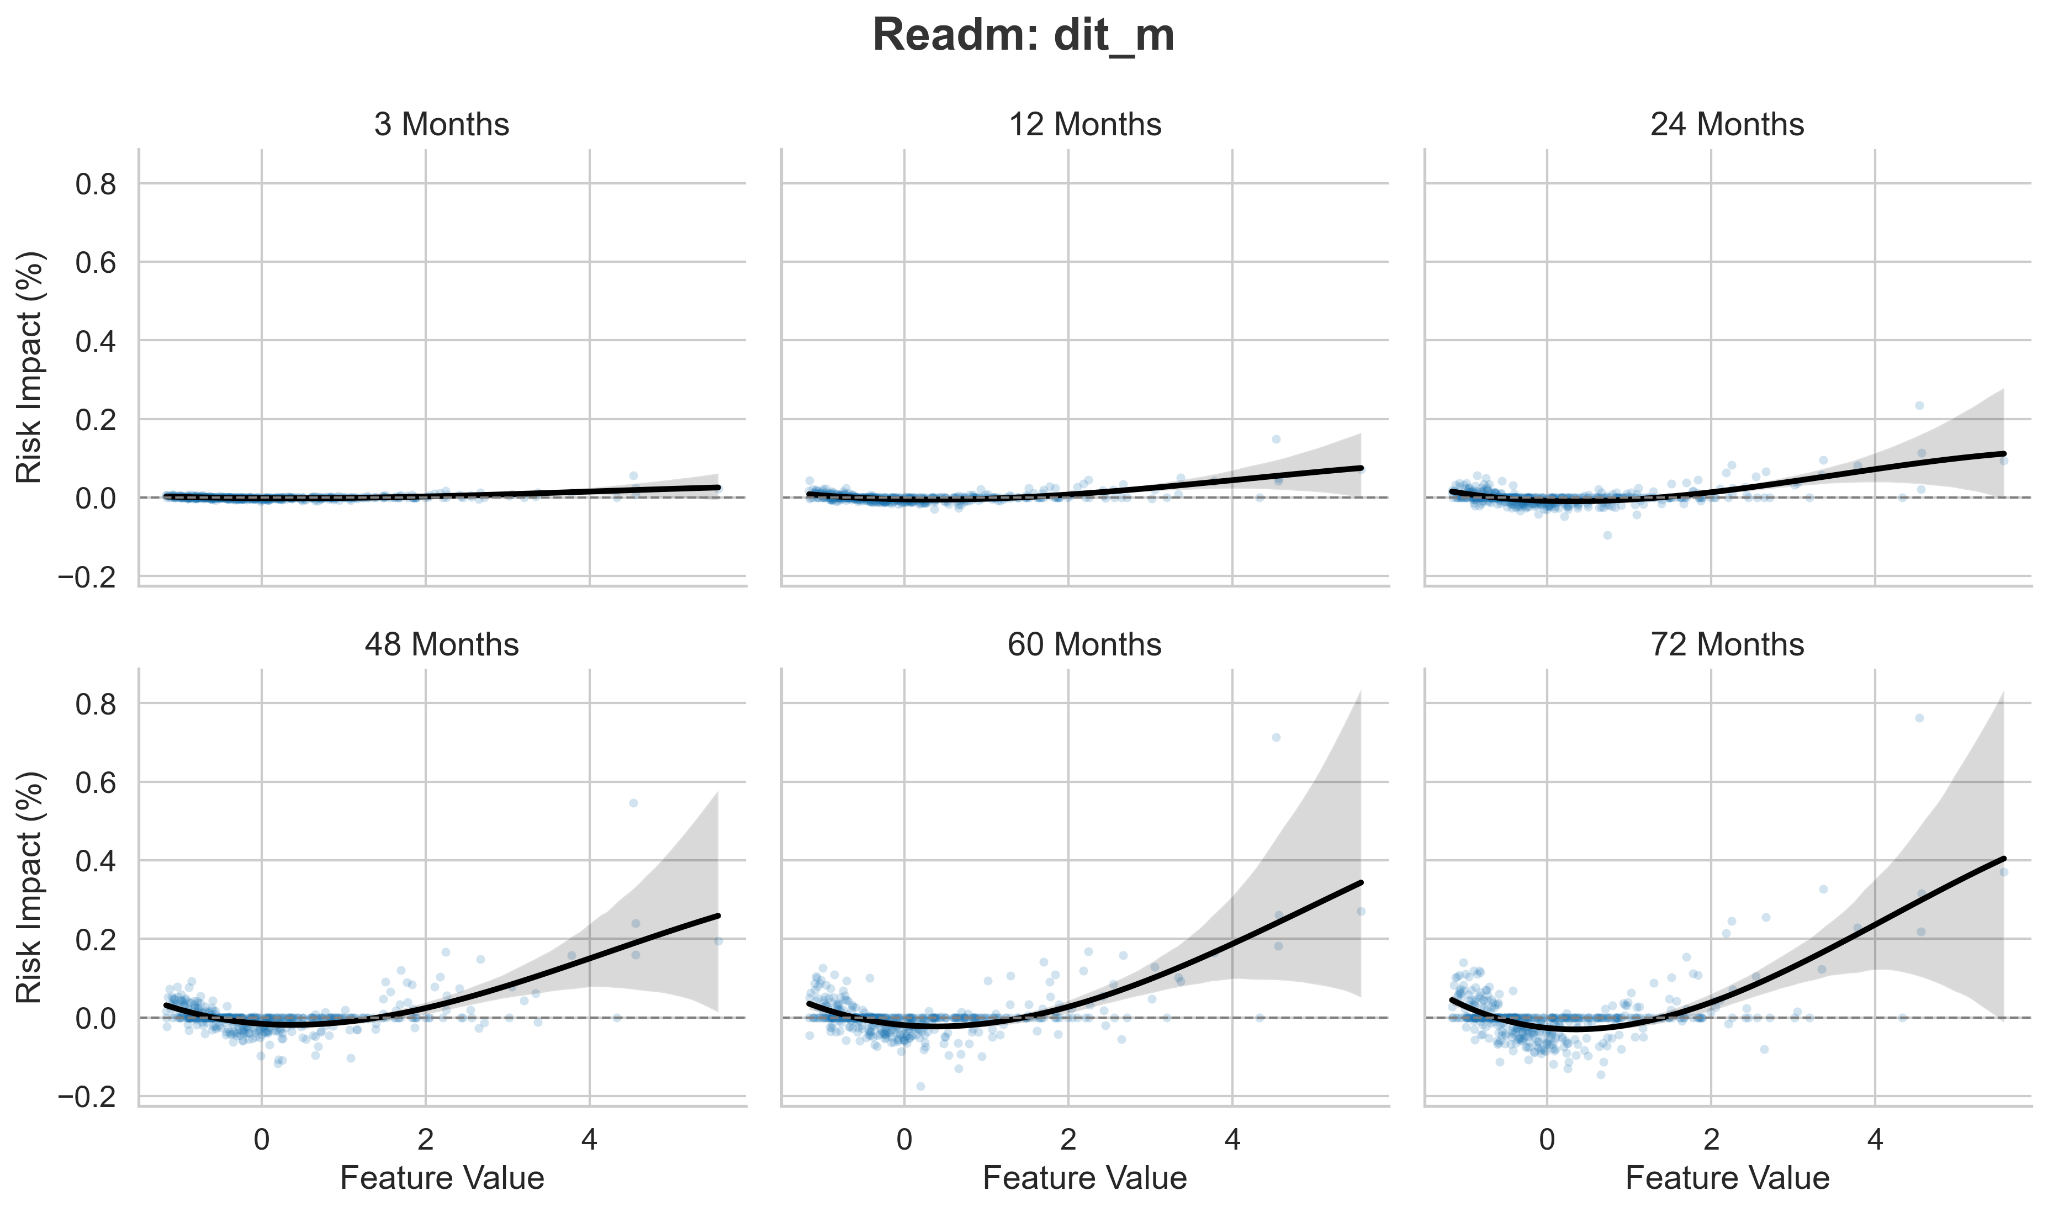 Readm: dit_m
3 Months
12 Months
24 Months
Risk Impact (%)
0.8
0.6
0.4
0.2
0.0
−0.2
48 Months
60 Months
72 Months
Risk Impact (%)
0.8
0.6
0.4
0.2
0.0
−0.2
0 2 4
0 2 4
0 2 4
Feature Value
Feature Value
Feature Value